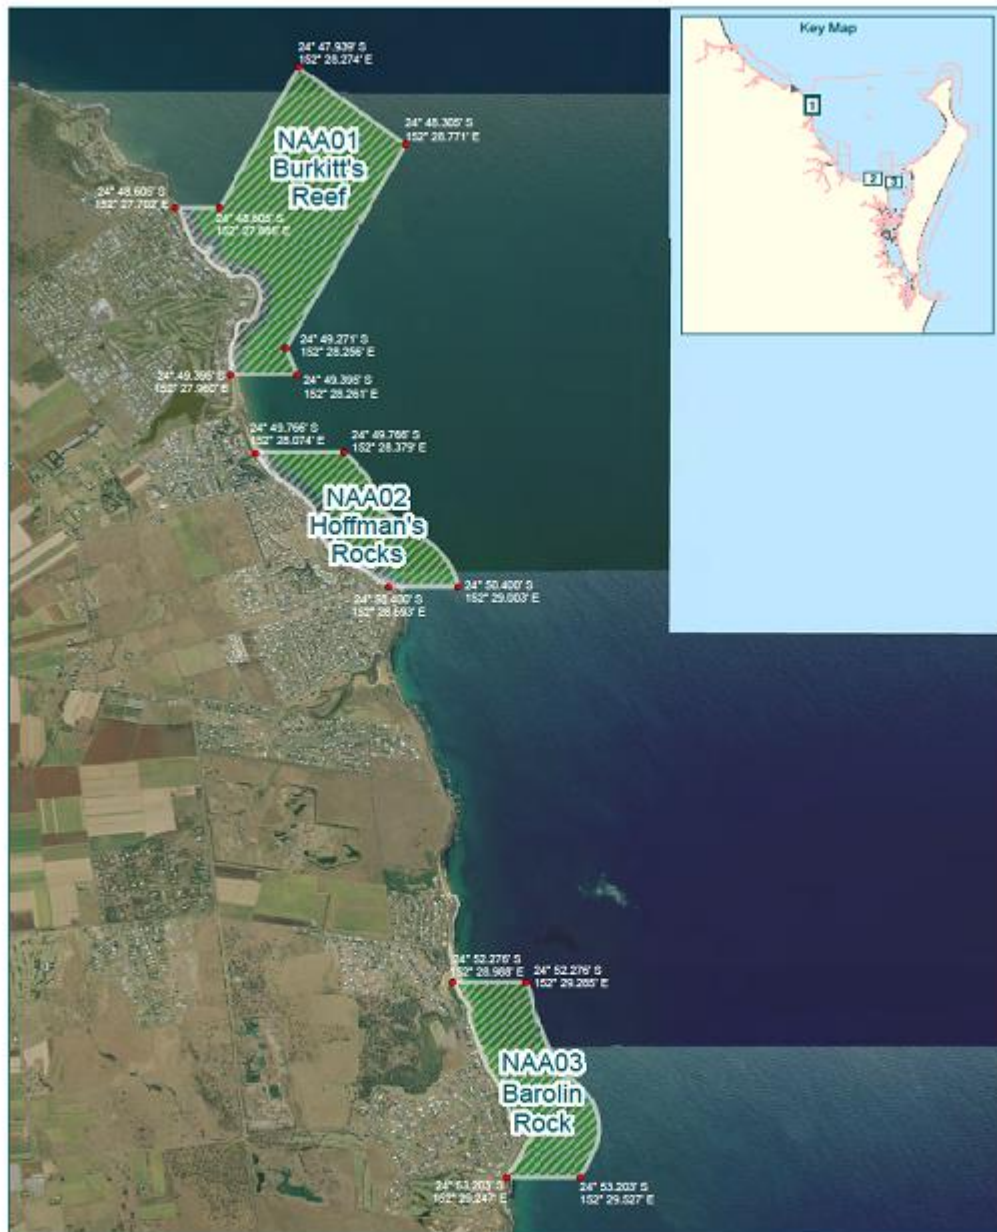 Key Map
1
2
3
24° 47.939' S
152° 28.274' E
24° 48.305' S
152° 28.771' E
NAA01
Burkitt's
Reef
24° 48.605' S
152° 27.702' E
24° 48.605' S
152° 27.906' E
24° 49.271' S
152° 28.256' E
24° 49.395' S
152° 27.960' E
24° 49.395' S
152° 28.261' E
24° 49.766' S
152° 28.074' E
24° 49.766' S
152° 28.379' E
NAA02
Hoffman's
Rocks
24° 50.400' S
152° 28.693' E
24° 50.400' S
152° 29.003' E
24° 52.276' S
152° 28.988' E
24° 52.276' S
152° 29.285' E
NAA03
Barolin
Rock
24° 53.203' S
152° 29.247' E
24° 53.203' S
152° 29.527' E